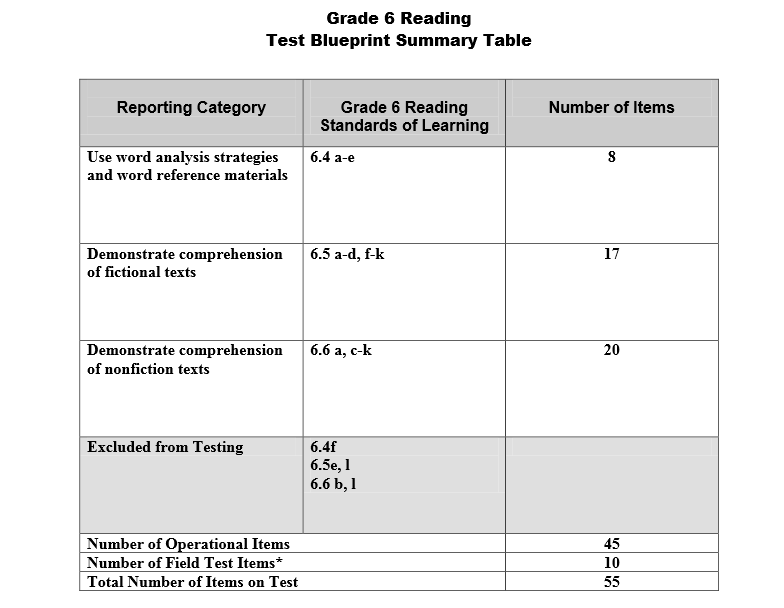 Grade 6 Reading
Test Blueprint Summary Table
Reporting Category
Grade 6 Reading
Standards of Learning
Number of Items
Use word analysis strategies
and word reference materials
6.4 a-e
8
Demonstrate comprehension
of fictional texts
6.5 a-d, f-k
17
Demonstrate comprehension
of nonfiction texts
6.6 a, c-k
20
Excluded from Testing
6.4f
6.5e, l
6.6 b, l
Number of Operational Items
45
Number of Field Test Items*
10
Total Number of Items on Test
55